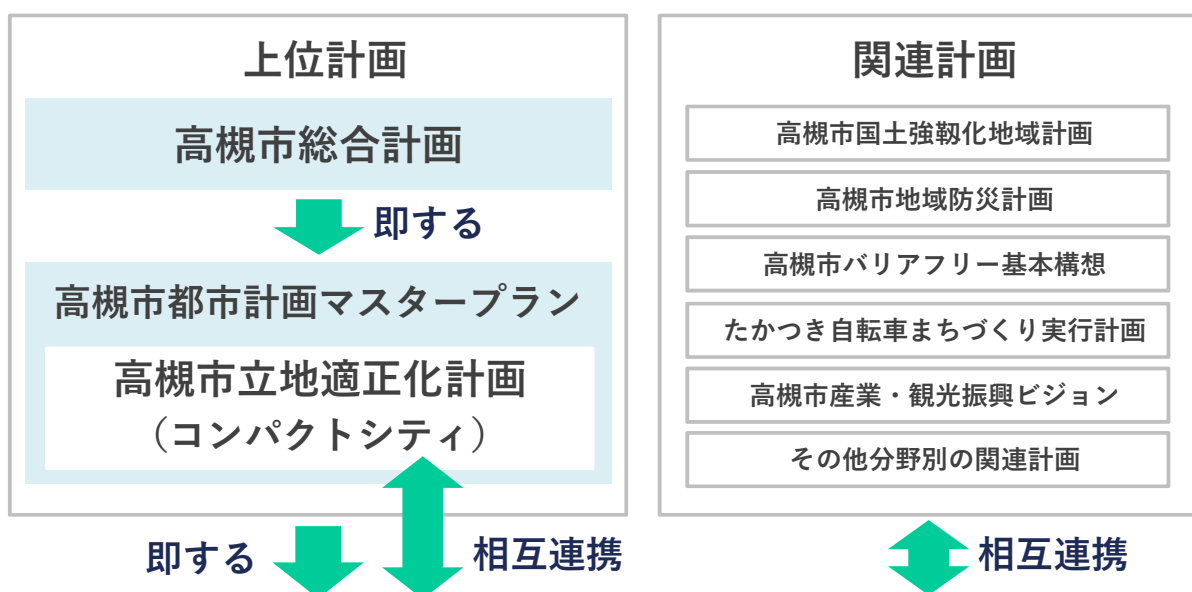 上位計画
高槻市総合計画
即する
高槻市都市計画マスタープラン
高槻市立地適正化計画
（コンパクトシティ）
即する
相互連携
関連計画
高槻市国土強靱化地域計画
高槻市地域防災計画
高槻市バリアフリー基本構想
たかつき自転車まちづくり実行計画
高槻市産業・観光振興ビジョン
その他分野別の関連計画
相互連携